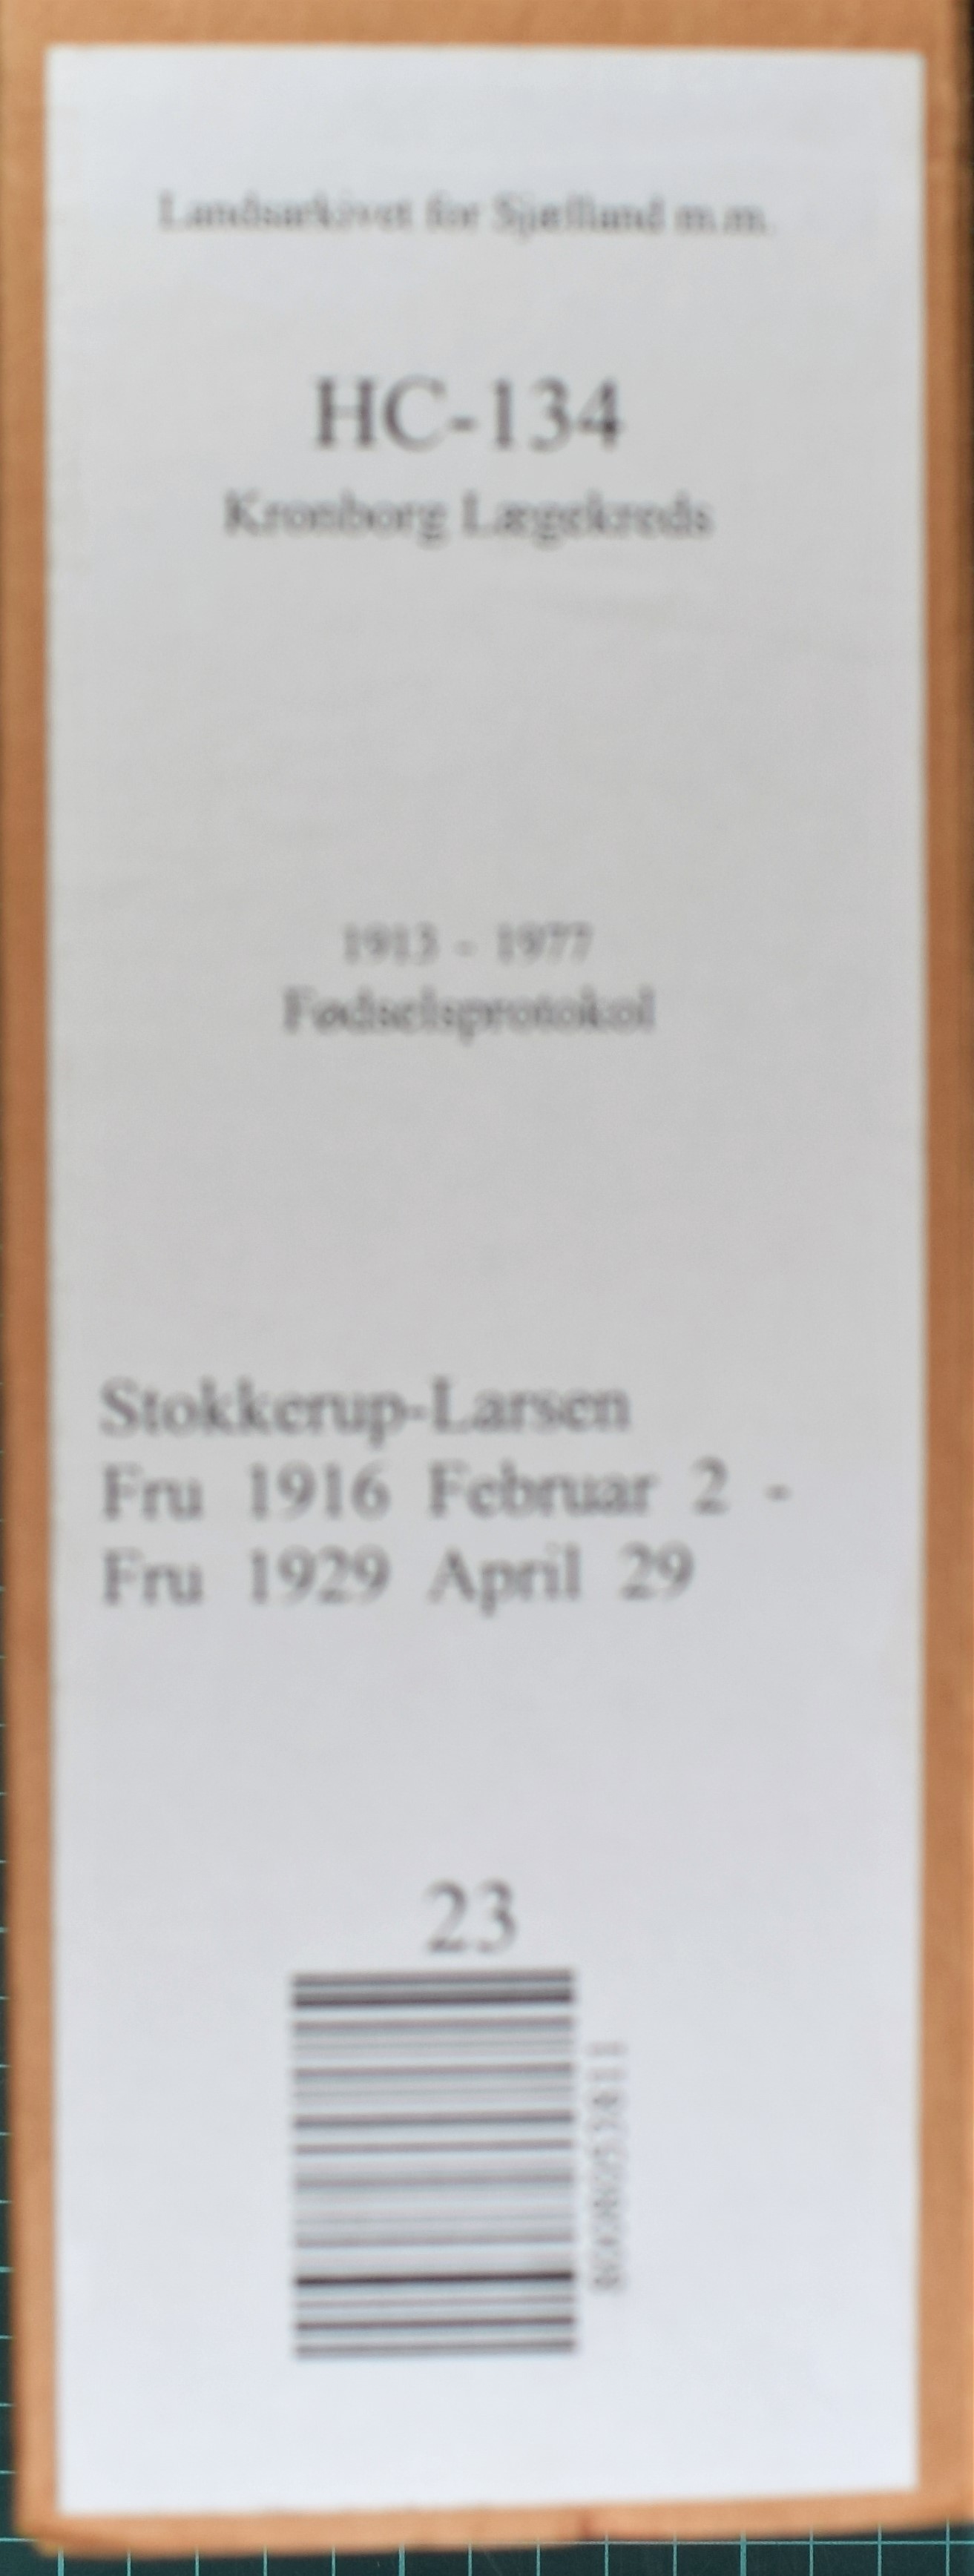 Landsarkivet for Sjælland m.m.
HC-134
Kronborg Lægekreds
1913 - 1977
Fødselsprotokol
Stokkerup-Larsen
Fru 1916 Februar 2 -
Fru 1929 April 29
23